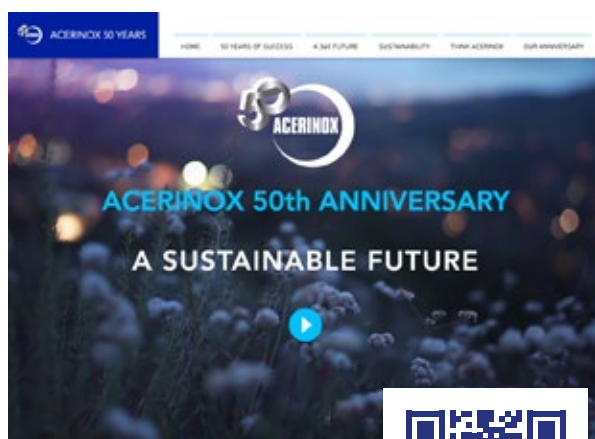 ACERINOX 50 YEARS
HOME 50 YEARS OF SUCCESS A 360 FUTURE SUSTAINABILITY THINK ACERINOX OUR ANNIVERSARY
50 ACERINOX
ACERINOX 50th ANNIVERSARY
A SUSTAINABLE FUTURE